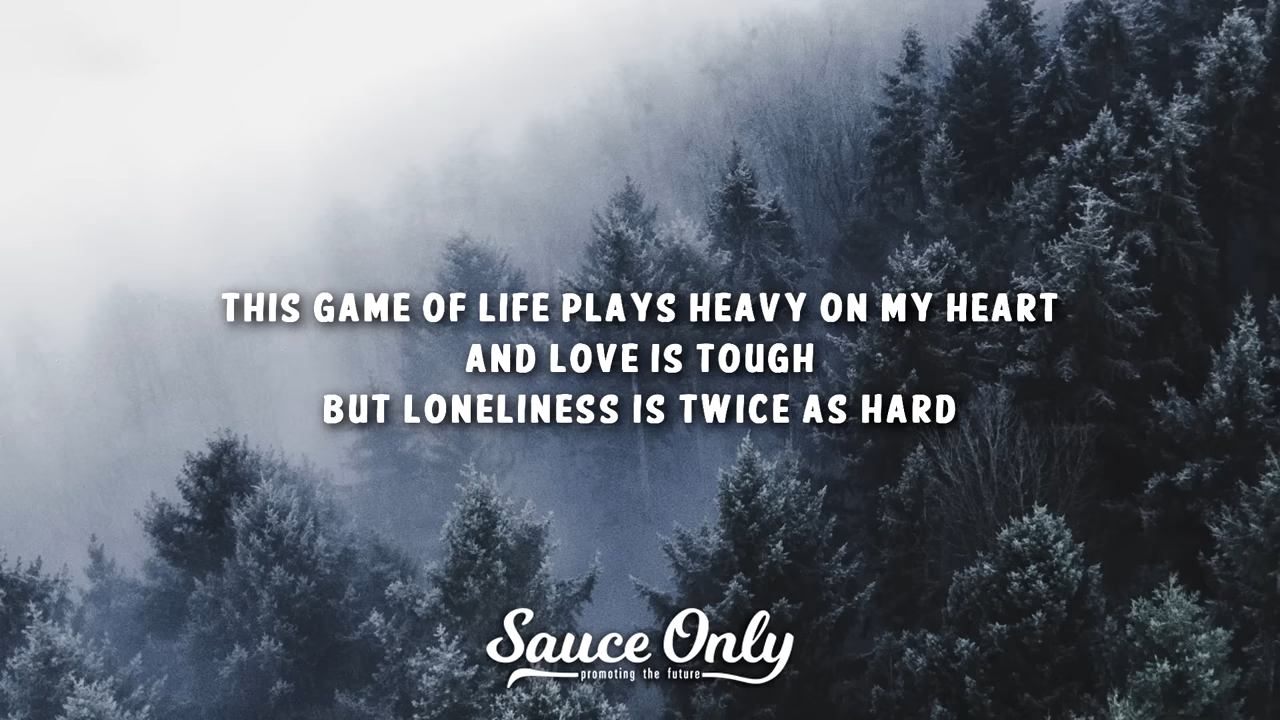 THIS GAME OF LIFE PLAYS HEAVY ON MY HEART
AND LOVE IS TOUGH
BUT LONELINESS IS TWICE AS HARD
Sauce Only
promoting the future